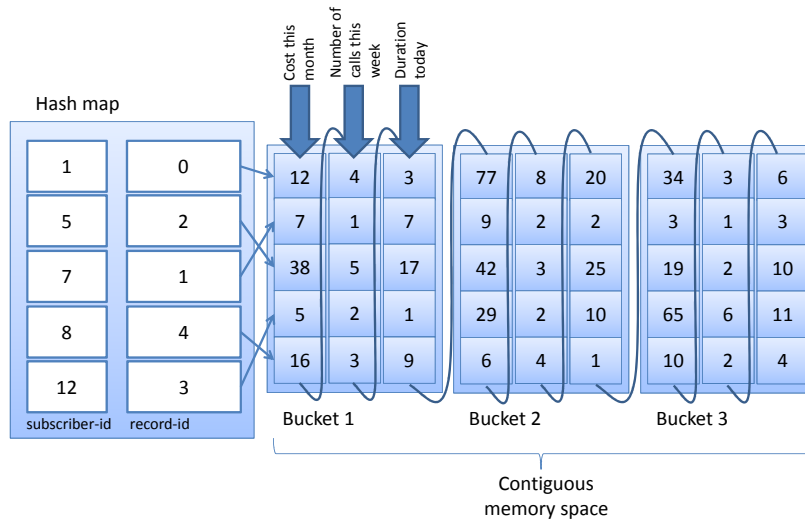 Cost this
month
Number of
calls this
week
Duration
today
Hash map
1 0 12 4 3 77 8 20 34 3 6
5 2 7 1 7 9 2 2 3 1 3
7 1 38 5 17 42 3 25 19 2 10
8 4 5 2 1 29 2 10 65 6 11
12 3 16 3 9 6 4 1 10 2 4
subscriber-id record-id
Bucket 1 Bucket 2 Bucket 3
Contiguous
memory space